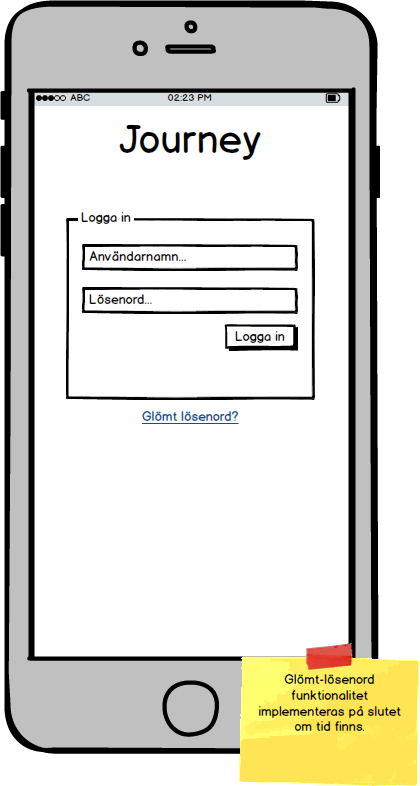 ABC 02:23 PM
Journey
Logga in
Användarnamn...
Lösenord...
Logga in
Glömt lösenord?
Glömt-lösenord
funktionalitet
implementeras på slutet
om tid finns.